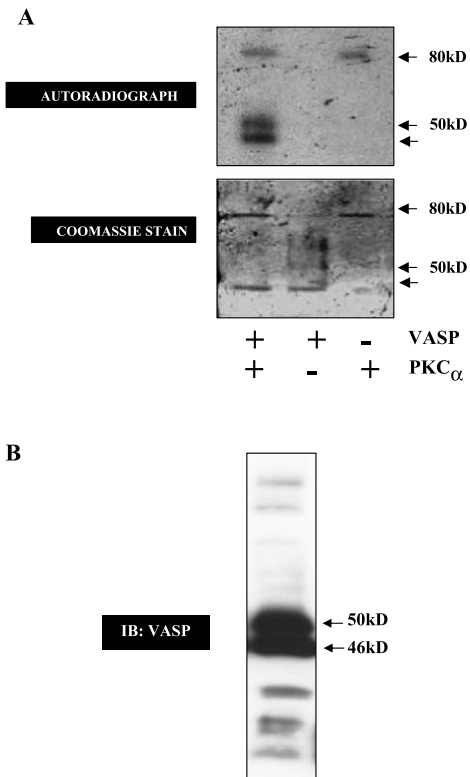 A
AUTORADIOGRAPH
80kD
50kD
COOMASSIE STAIN
80kD
50kD
+ + - VASP
+ - + PKCα
B
IB: VASP
50kD
46kD